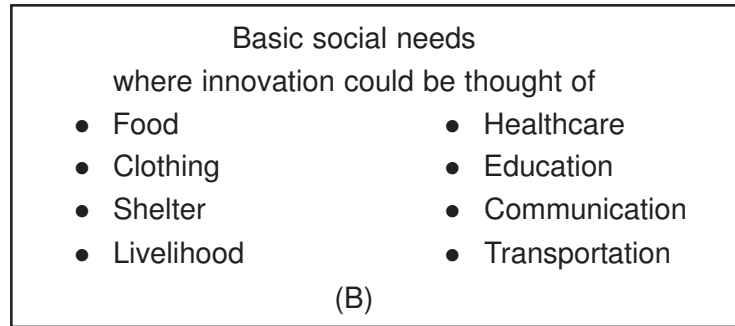 Basic social needs
where innovation could be thought of
● Food
● Clothing
● Shelter
● Livelihood
● Healthcare
● Education
● Communication
● Transportation
(B)